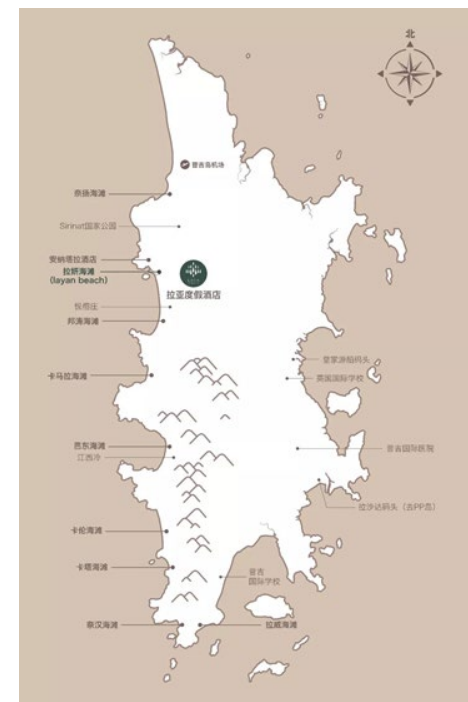 北
普吉岛机场
奈扬海滩
Sirinat国家公园
安纳塔拉酒店
拉研海滩
(layan beach)
拉亚度假酒店
悦榕庄
邦涛海滩
皇家游艇码头
卡马拉海滩
英国国际学校
芭东海滩
江西冷
普吉国际医院
拉沙达码头（去PP岛）
卡伦海滩
卡塔海滩
普吉
国际学校
奈汉海滩
拉威海滩